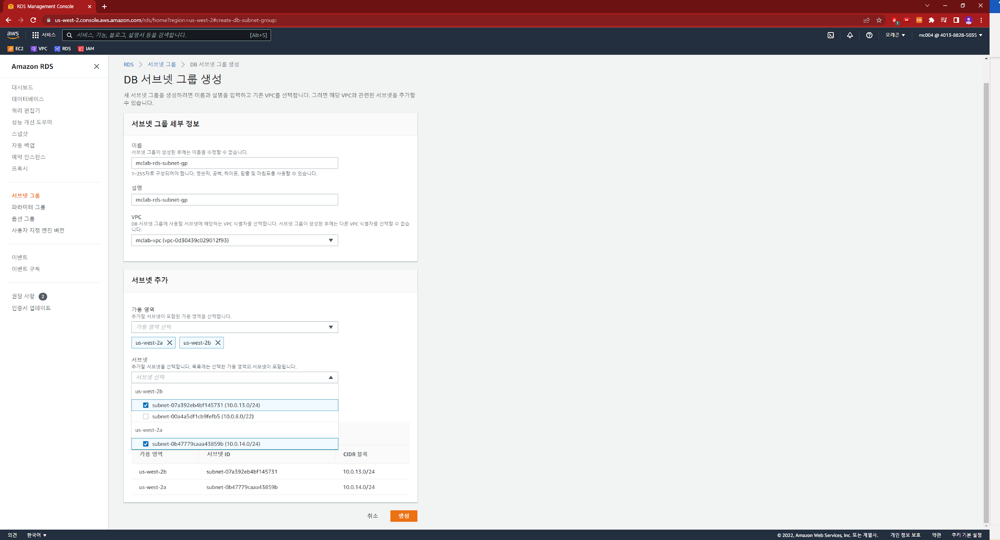 RDS Management Console
us-west-2.console.aws.amazon.com/rds/home?region=us-west-2#create-db-subnet-group:
1
aws
서비스
서비스, 기능, 블로그, 설명서 등을 검색합니다.
[Alt+S]
오레곤
mc004 @ 4013-8828-5035
EC2
VPC
RDS
IAM
Amazon RDS
대시보드
데이터베이스
쿼리 편집기
성능 개선 도우미
스냅샷
자동 백업
예약 인스턴스
프록시
서브넷 그룹
파라미터 그룹
옵션 그룹
사용자 지정 엔진 버전
이벤트
이벤트 구독
권장 사항 2
인증서 업데이트
RDS > 서브넷 그룹 > DB 서브넷 그룹 생성
DB 서브넷 그룹 생성
새 서브넷 그룹을 생성하려면 이름과 설명을 입력하고 기존 VPC를 선택합니다. 그러면 해당 VPC와 관련된 서브넷을 추가할
수 있습니다.
서브넷 그룹 세부 정보
이름
서브넷 그룹이 생성된 후에는 이름을 수정할 수 없습니다.
mclab-rds-subnet-gp
1~255자로 구성되어야 합니다. 영숫자, 공백, 하이픈, 밑줄 및 마침표를 사용할 수 있습니다.
설명
mclab-rds-subnet-gp
VPC
DB 서브넷 그룹에 사용할 서브넷에 해당하는 VPC 식별자를 선택합니다. 서브넷 그룹이 생성된 후에는 다른 VPC 식별자를 선택할 수 없습
니다.
mclab-vpc (vpc-0d30439c029012f93)
서브넷 추가
가용 영역
추가할 서브넷이 포함된 가용 영역을 선택합니다.
가용 영역 선택
us-west-2a
us-west-2b
서브넷
추가할 서브넷을 선택합니다. 목록에는 선택한 가용 영역의 서브넷이 포함됩니다.
서브넷 선택
us-west-2b
subnet-07a392eb4bf145731 (10.0.13.0/24)
subnet-00a4a5df1cb9fefb5 (10.0.8.0/22)
us-west-2a
subnet-0b47779caaa43859b (10.0.14.0/24)
가용 영역 서브넷 ID CIDR 블록
us-west-2b subnet-07a392eb4bf145731 10.0.13.0/24
us-west-2a subnet-0b47779caaa43859b 10.0.14.0/24
취소
생성
의견
한국어
© 2022, Amazon Web Services, Inc. 또는 계열사.
개인 정보 보호
약관
쿠키 기본 설정